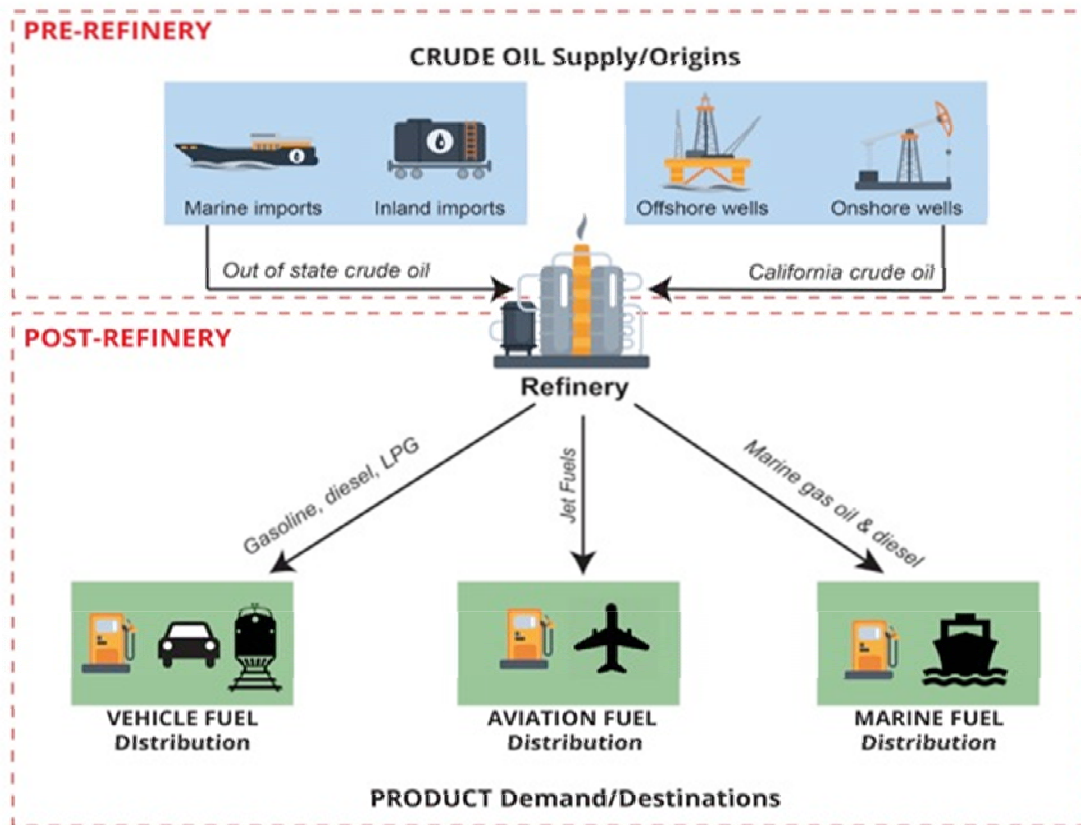 PRE-REFINERY
CRUDE OIL Supply/Origins
Marine imports
Inland imports
Offshore wells
Onshore wells
Out of state crude oil
California crude oil
POST-REFINERY
Refinery
Gasoline, diesel, LPG
Jet Fuels
Marine gas oil & diesel
VEHICLE FUEL
DIstribution
AVIATION FUEL
Distribution
MARINE FUEL
Distribution
PRODUCT Demand/Destinations